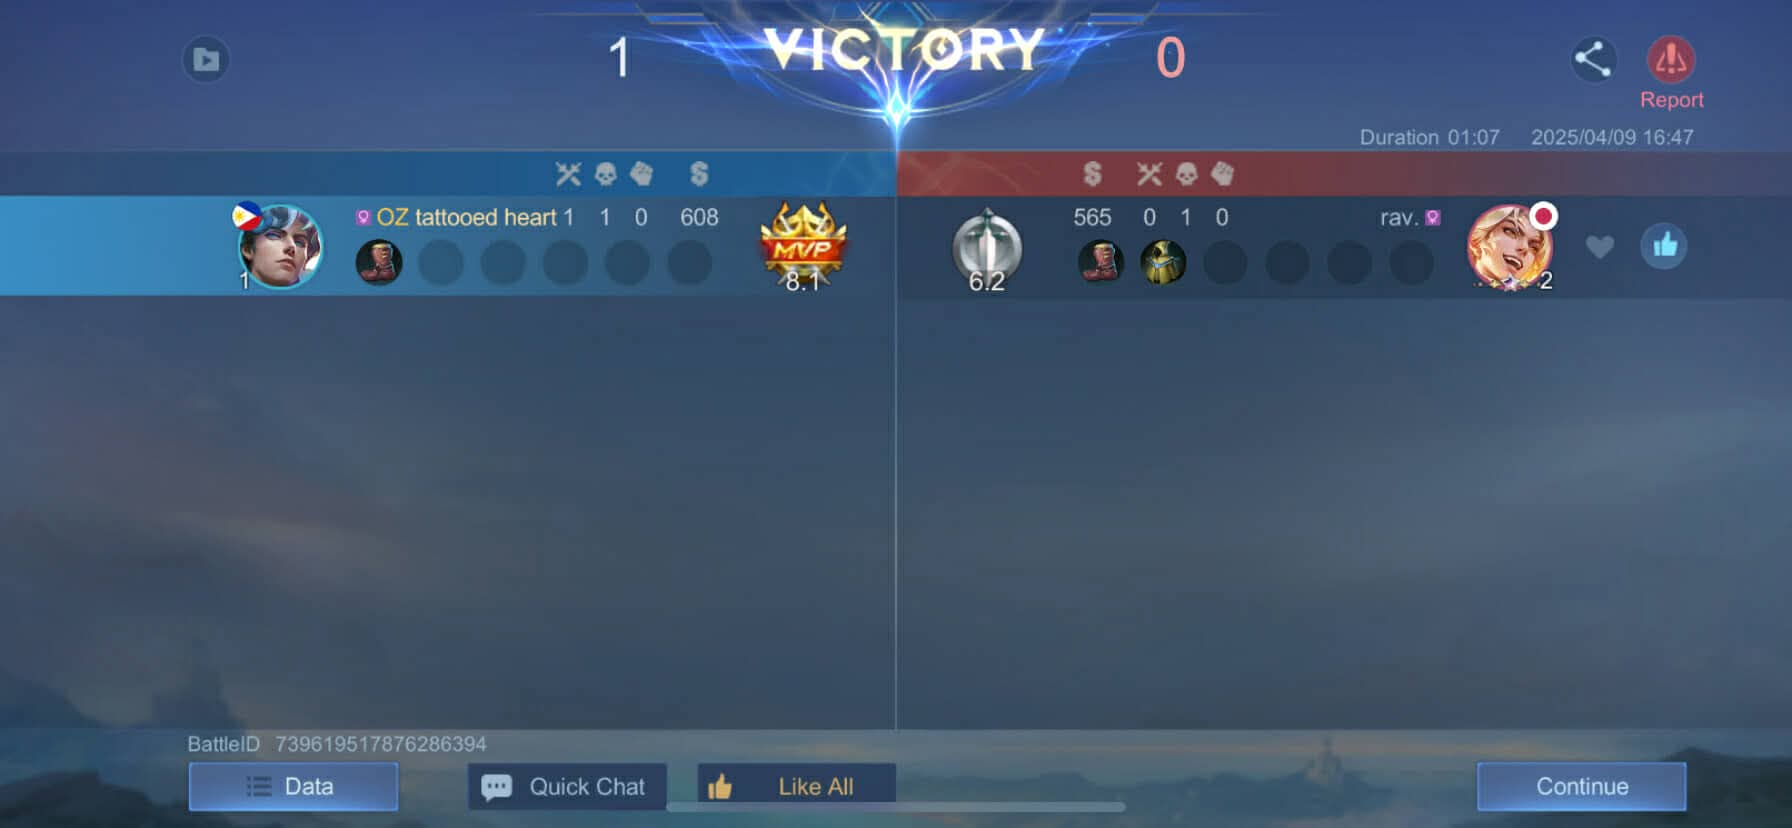 1 VICTORY 0
Report
Duration 01:07 2025/04/09 16:47
OZ tattooed heart 1 1 0 608
MVP
1
8.1
565 0 1 0 rav.
6.2
2
BattleID 739619517876286394
Data
Quick Chat
Like All
Continue